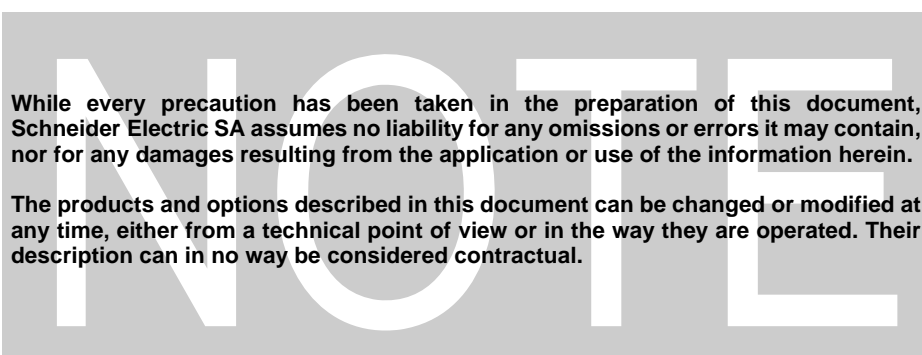 NOTE
While every precaution has been taken in the preparation of this document,
Schneider Electric SA assumes no liability for any omissions or errors it may contain,
nor for any damages resulting from the application or use of the information herein.
The products and options described in this document can be changed or modified at
any time, either from a technical point of view or in the way they are operated. Their
description can in no way be considered contractual.